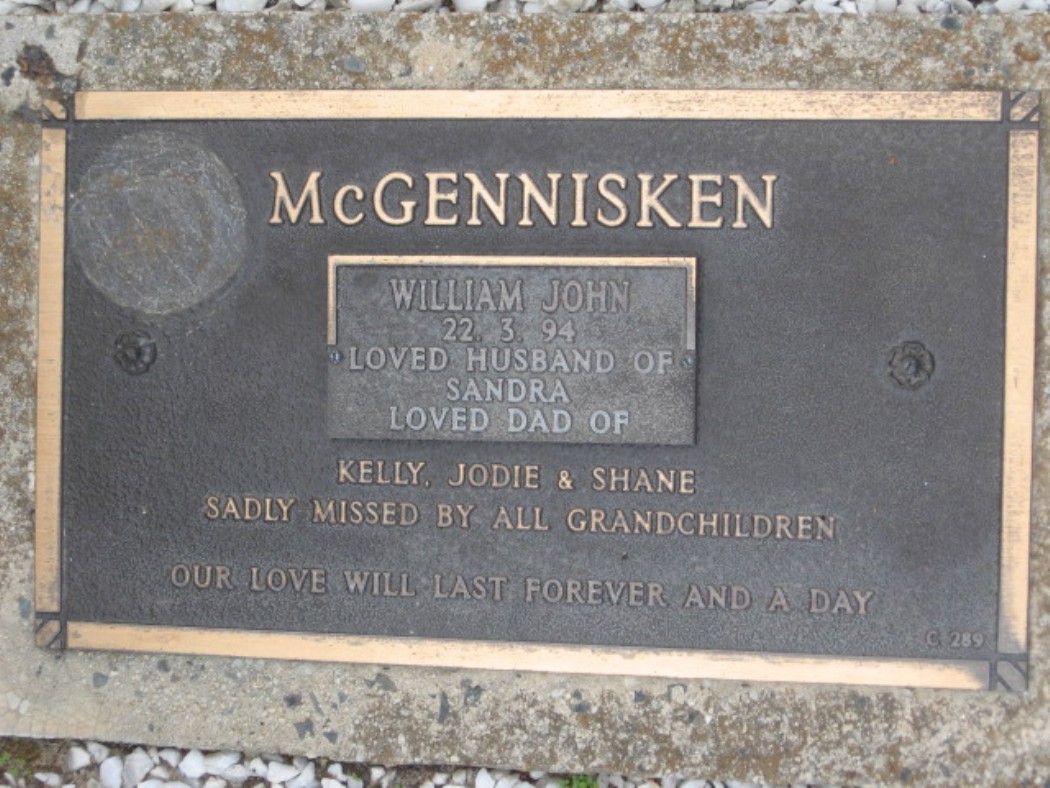 McGENNISKEN
WILLIAM JOHN
22. 3. 94
LOVED HUSBAND OF
SANDRA
LOVED DAD OF
KELLY, JODIE & SHANE
SADLY MISSED BY ALL GRANDCHILDREN
OUR LOVE WILL LAST FOREVER AND A DAY
C. 289